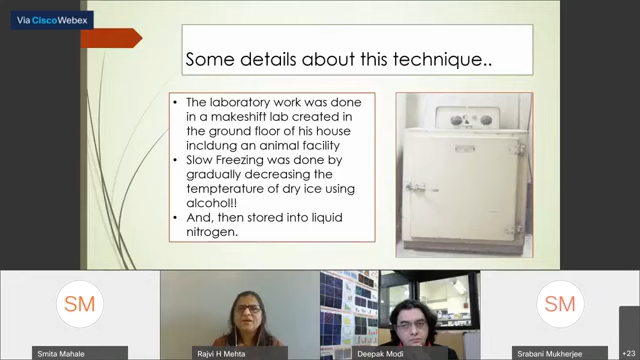 Via Cisco Webex
Some details about this technique..
• The laboratory work was done
in a makeshift lab created in
the ground floor of his house
incldung an animal facility
• Slow Freezing was done by
gradually decreasing the
tempterature of dry ice using
alcohol!!
• And, then stored into liquid
nitrogen.
SM
SM
Smita Mahale
Rajvi H Mehta
Deepak Modi
Srabani Mukherjee
+23